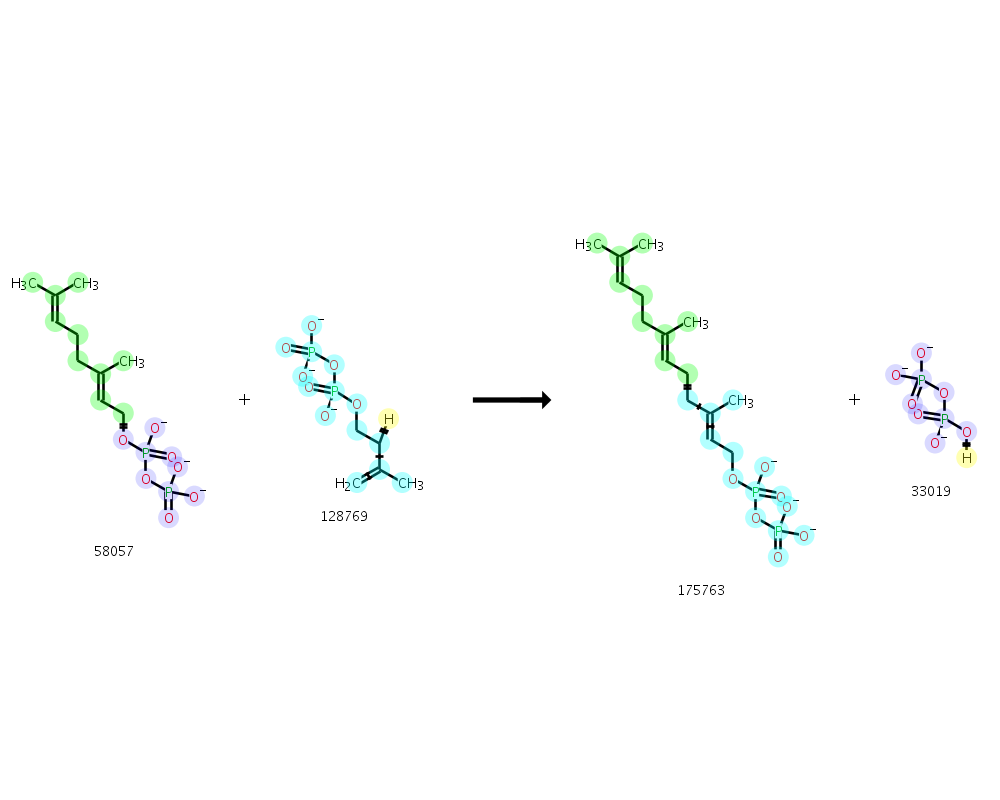 H3C CH3
CH3
O
O−
P O
O−
O P O−
O
58057
+
O−
O P O
O−
O P
O− O
H
H2C CH3
128769
+
H3C CH3
CH3
CH3
O O−
P O
O−
O P O−
O
175763
O−
O− P O
O
O P O
O− H
33019